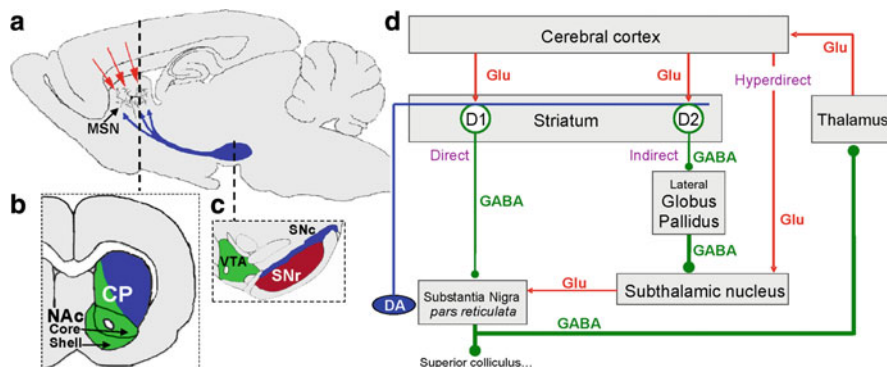 a
MSN
b
CP
NAc
Core
Shell
c
SNc
VTA
SNr
d
Cerebral cortex
Glu
Glu
Glu
Hyperdirect
D1
Striatum
D2
Thalamus
Direct
Indirect
GABA
GABA
Lateral
Globus
Pallidus
Glu
GABA
DA
Substantia Nigra
pars reticulata
Glu
Subthalamic nucleus
GABA
Superior colliculus...